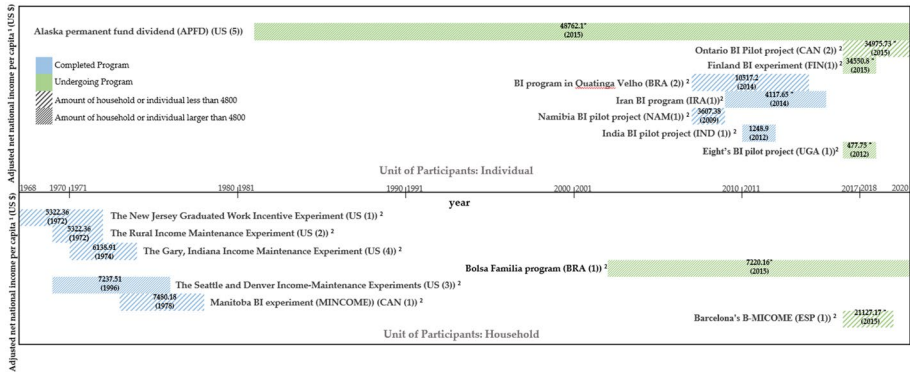 Adjusted net national income per capita ¹ (US $)
Alaska permanent fund dividend (APFD) (US (5))
48762.1*
(2015)
Ontario BI Pilot project (CAN (2)) ²
34975.73*
(2015)
Completed Program
Finland BI experiment (FIN(1)) ²
34550.8*
(2015)
Undergoing Program
BI program in Quatinga Velho (BRA (2)) ²
10317.2
(2014)
Amount of household or individual less than 4800
Iran BI program (IRA(1))²
4117.65*
(2014)
Amount of household or individual larger than 4800
Namibia BI pilot project (NAM(1)) ²
3607.38
(2009)
India BI pilot project (IND (1)) ²
1248.9
(2012)
Eight's BI pilot project (UGA (1))²
477.75*
(2012)
Unit of Participants: Individual
1968 1970 1971 1980 1981 1990 1991 2000 2001 2010 2011 2017 2018 2020
year
Adjusted net national income per capita ¹ (US $)
5322.36
(1972)
The New Jersey Graduated Work Incentive Experiment (US (1)) ²
5322.36
(1972)
The Rural Income Maintenance Experiment (US (2)) ²
6138.91
(1974)
The Gary, Indiana Income Maintenance Experiment (US (4)) ²
Bolsa Familia program (BRA (1)) ²
7220.16*
(2015)
7237.51
(1996)
The Seattle and Denver Income-Maintenance Experiments (US (3)) ²
7480.18
(1978)
Manitoba BI experiment (MINCOME)) (CAN (1)) ²
Barcelona's B-MICOME (ESP (1)) ²
21127.17*
(2015)
Unit of Participants: Household